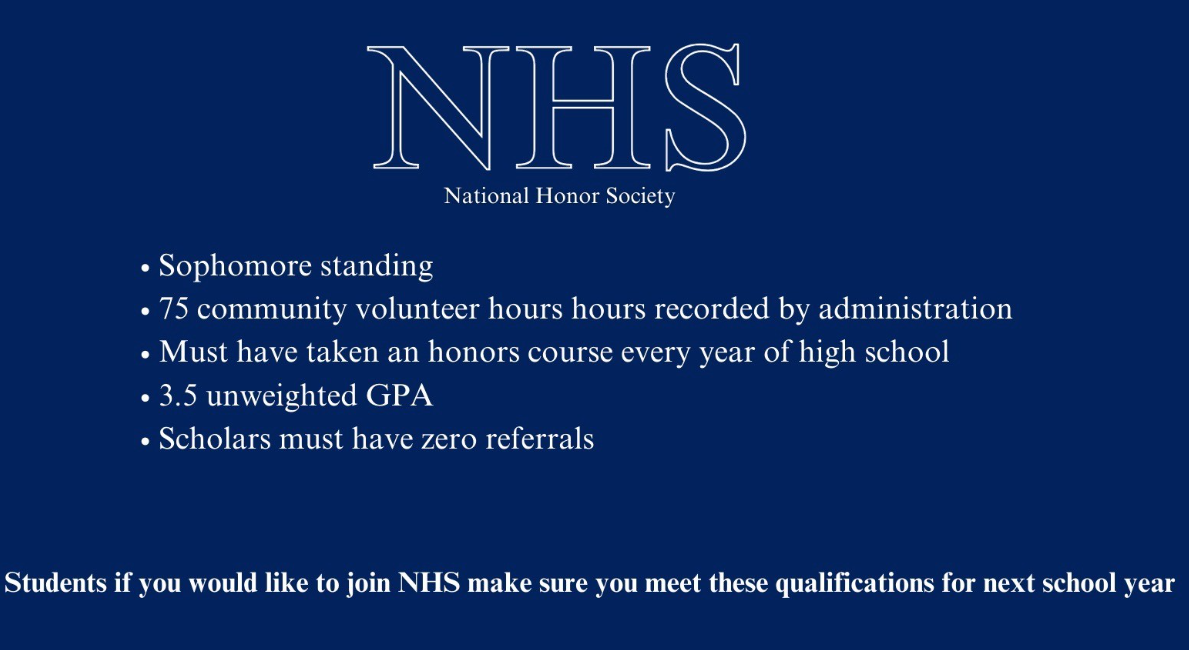 NHS
National Honor Society
• Sophomore standing
• 75 community volunteer hours hours recorded by administration
• Must have taken an honors course every year of high school
• 3.5 unweighted GPA
• Scholars must have zero referrals
Students if you would like to join NHS make sure you meet these qualifications for next school year